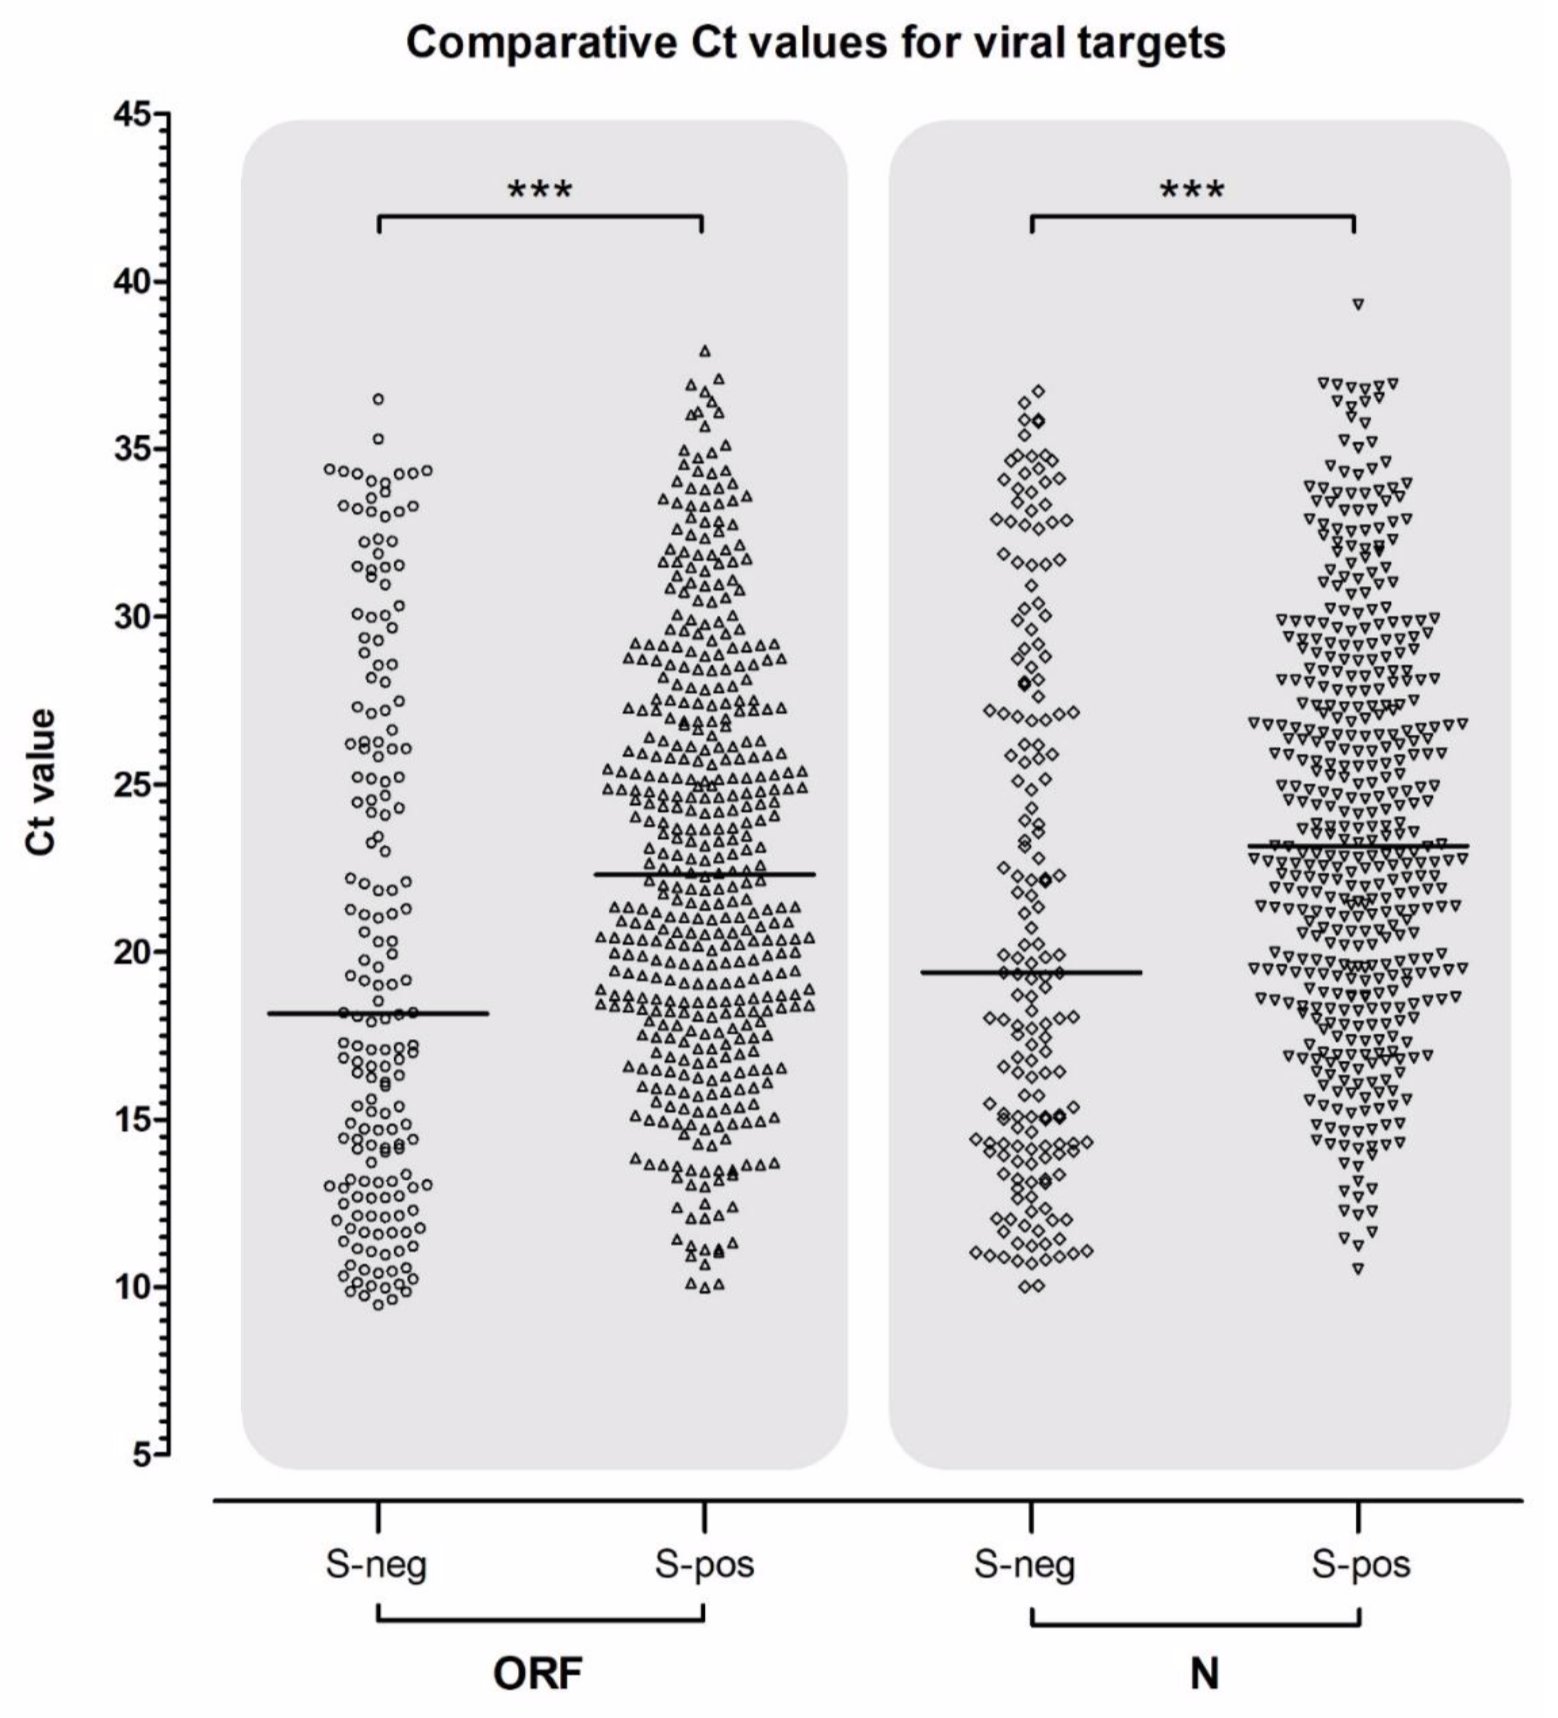 Comparative Ct values for viral targets
45
40
35
30
25
20
15
10
5
Ct value
*** ***
S-neg S-pos S-neg S-pos
ORF N